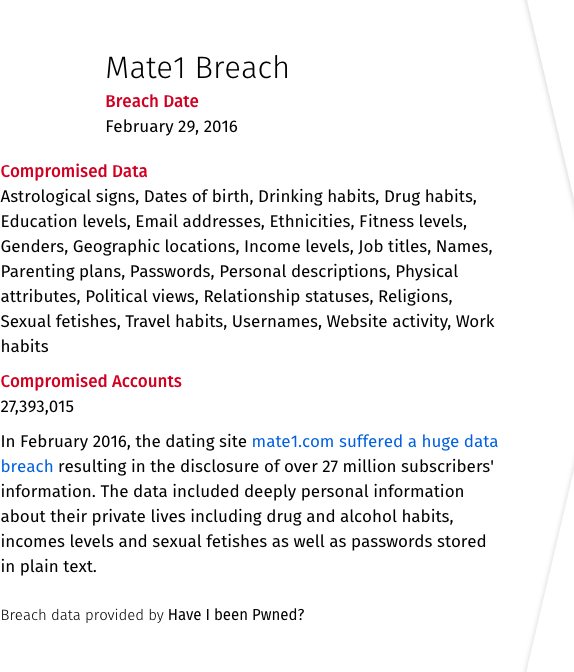 Mate1 Breach
Breach Date
February 29, 2016
Compromised Data
Astrological signs, Dates of birth, Drinking habits, Drug habits,
Education levels, Email addresses, Ethnicities, Fitness levels,
Genders, Geographic locations, Income levels, Job titles, Names,
Parenting plans, Passwords, Personal descriptions, Physical
attributes, Political views, Relationship statuses, Religions,
Sexual fetishes, Travel habits, Usernames, Website activity, Work
habits
Compromised Accounts
27,393,015
In February 2016, the dating site mate1.com suffered a huge data
breach resulting in the disclosure of over 27 million subscribers'
information. The data included deeply personal information
about their private lives including drug and alcohol habits,
incomes levels and sexual fetishes as well as passwords stored
in plain text.
Breach data provided by Have I been Pwned?